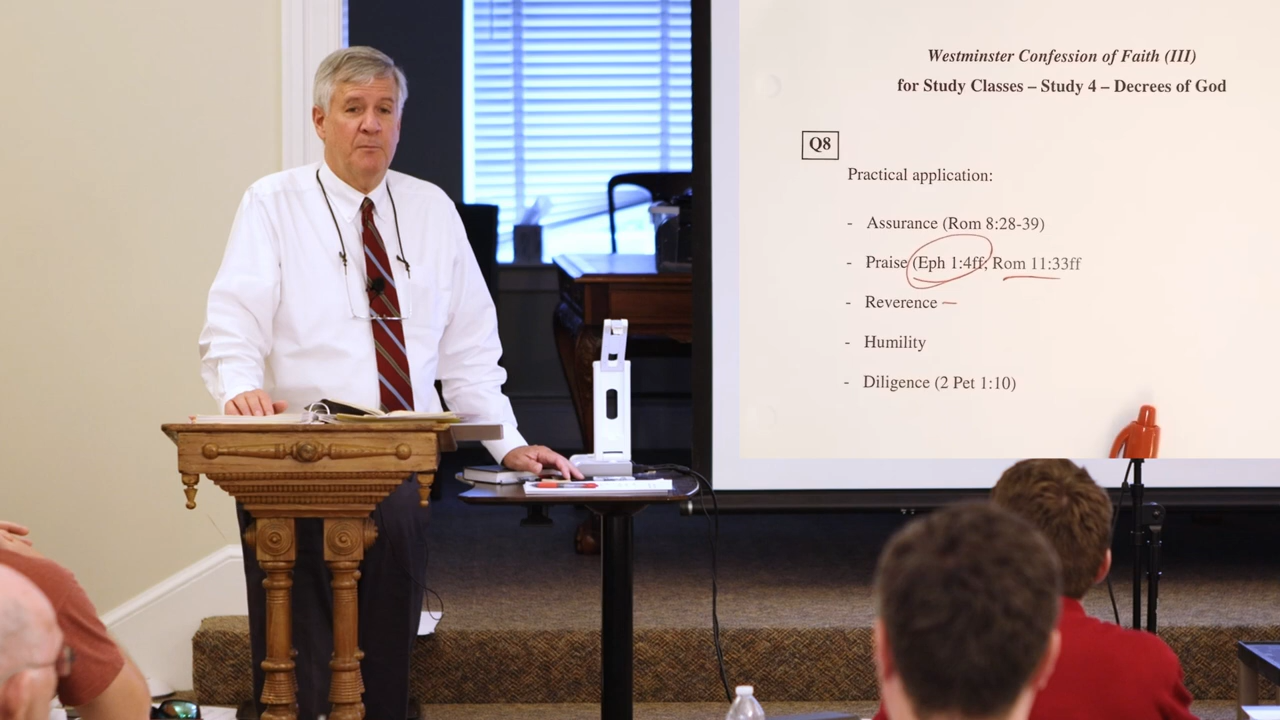 Westminster Confession of Faith (III)
for Study Classes – Study 4 – Decrees of God
Q8
Practical application:
- Assurance (Rom 8:28-39)
- Praise (Eph 1:4ff, Rom 11:33ff
- Reverence
- Humility
- Diligence (2 Pet 1:10)